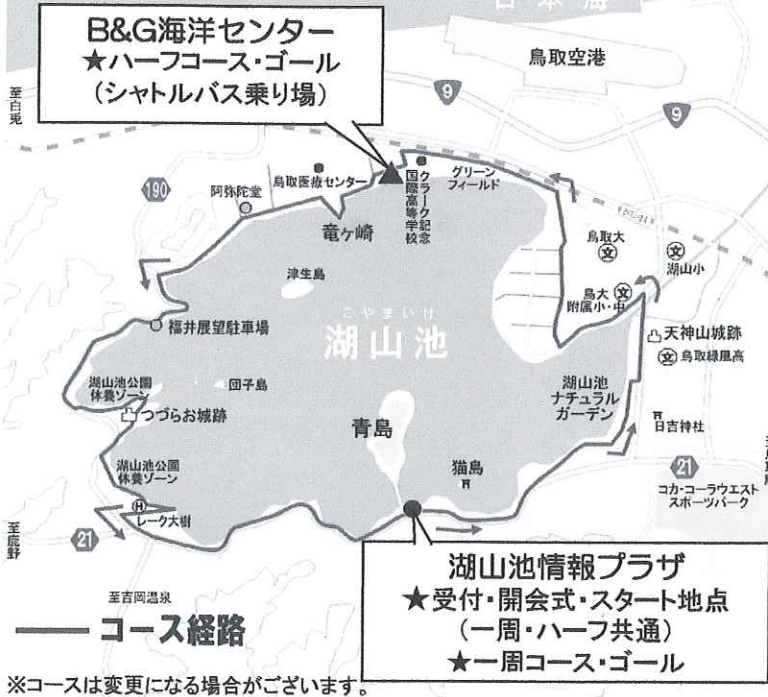 日本海
B&G海洋センター
★ハーフコース・ゴール
(シャトルバス乗り場)
鳥取空港
至白兎
9
9
190
阿弥陀堂
鳥取医療センター
クラーク記念
国際高等学校
グリーン
フィールド
竜ヶ崎
鳥取大
文
文
湖山小
津生島
鳥大
附属小・中
文
こやまいけ
湖山池
福井展望駐車場
天神山城跡
文
鳥取緑風高
湖山池公園
休養ゾーン
団子島
つづらお城跡
湖山池
ナチュラル
ガーデン
青島
日吉神社
湖山池公園
休養ゾーン
猫島
21
コカ・コーラウエスト
スポーツパーク
H
レーク大樹
至鹿野
21
至吉岡温泉
湖山池情報プラザ
★受付・開会式・スタート地点
(一周・ハーフ共通)
★一周コース・ゴール
コース経路
※コースは変更になる場合がございます。